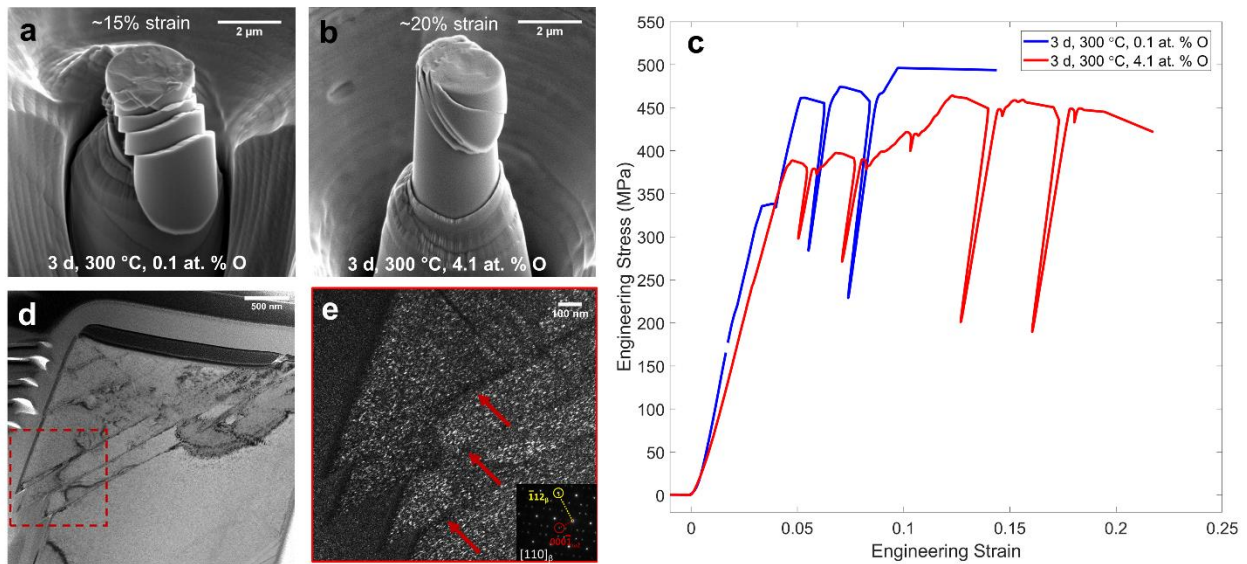 a
~15% strain
2 µm
3 d, 300 °C, 0.1 at. % O
b
~20% strain
2 µm
3 d, 300 °C, 4.1 at. % O
c
3 d, 300 °C, 0.1 at. % O
3 d, 300 °C, 4.1 at. % O
Engineering Stress (MPa)
550
500
450
400
350
300
250
200
150
100
50
0
0
0.05
0.1
0.15
0.2
0.25
Engineering Strain
d
500 nm
e
100 nm
1̅12β
[110]β